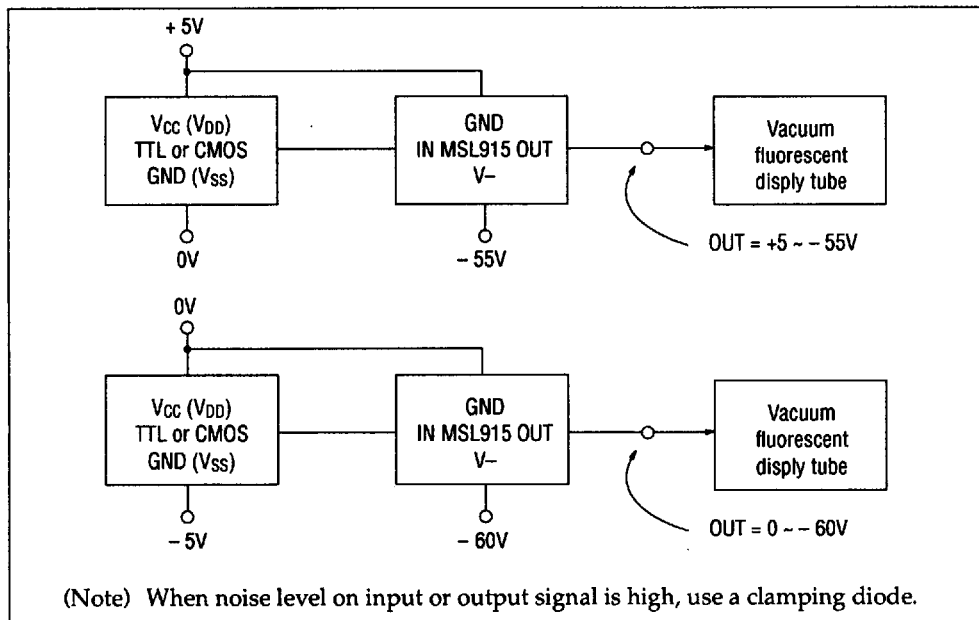 + 5V
VCC (VDD)
TTL or CMOS
GND (VSS)
GND
IN MSL915 OUT
V–
Vacuum
fluorescent
disply tube
0V
– 55V
OUT = +5 ~ – 55V
0V
VCC (VDD)
TTL or CMOS
GND (VSS)
GND
IN MSL915 OUT
V–
Vacuum
fluorescent
disply tube
– 5V
– 60V
OUT = 0 ~ – 60V
(Note) When noise level on input or output signal is high, use a clamping diode.